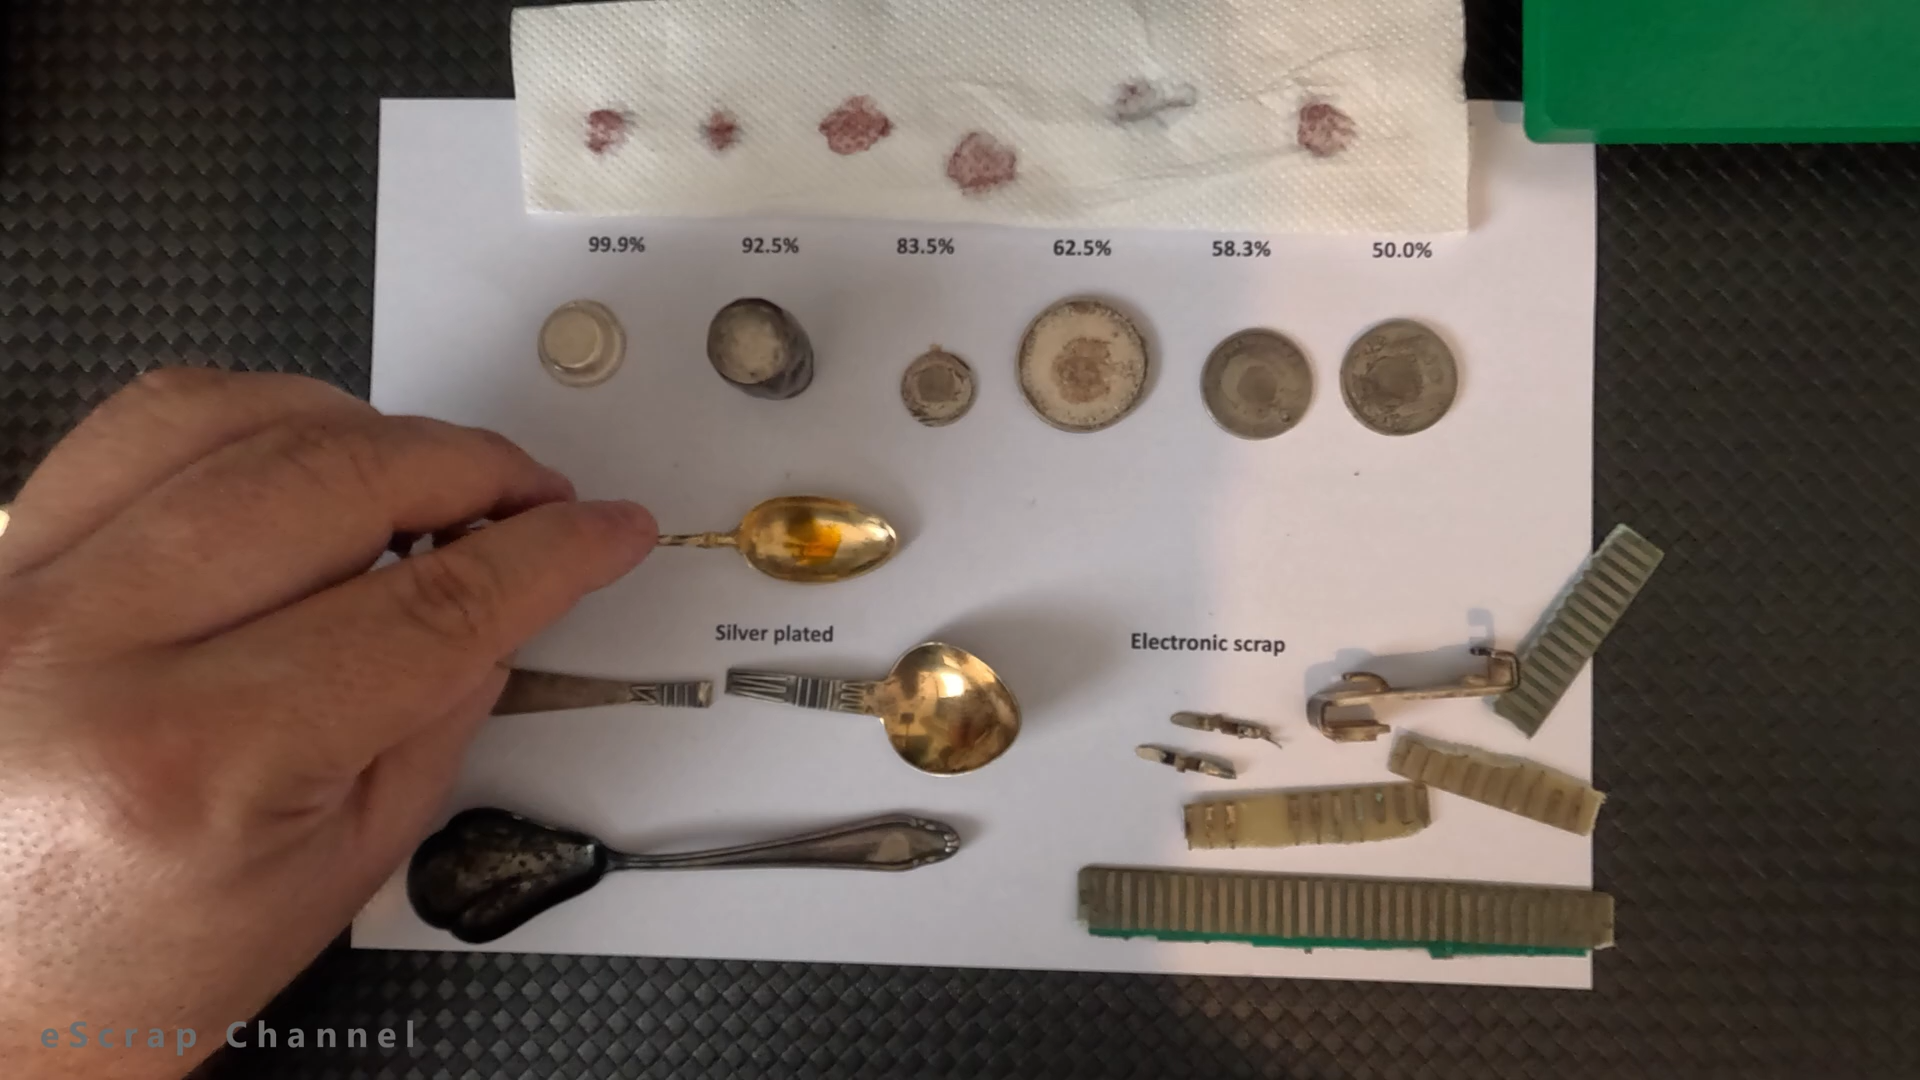 99.9% 92.5% 83.5% 62.5% 58.3% 50.0%
Silver plated
Electronic scrap
eScrap Channel